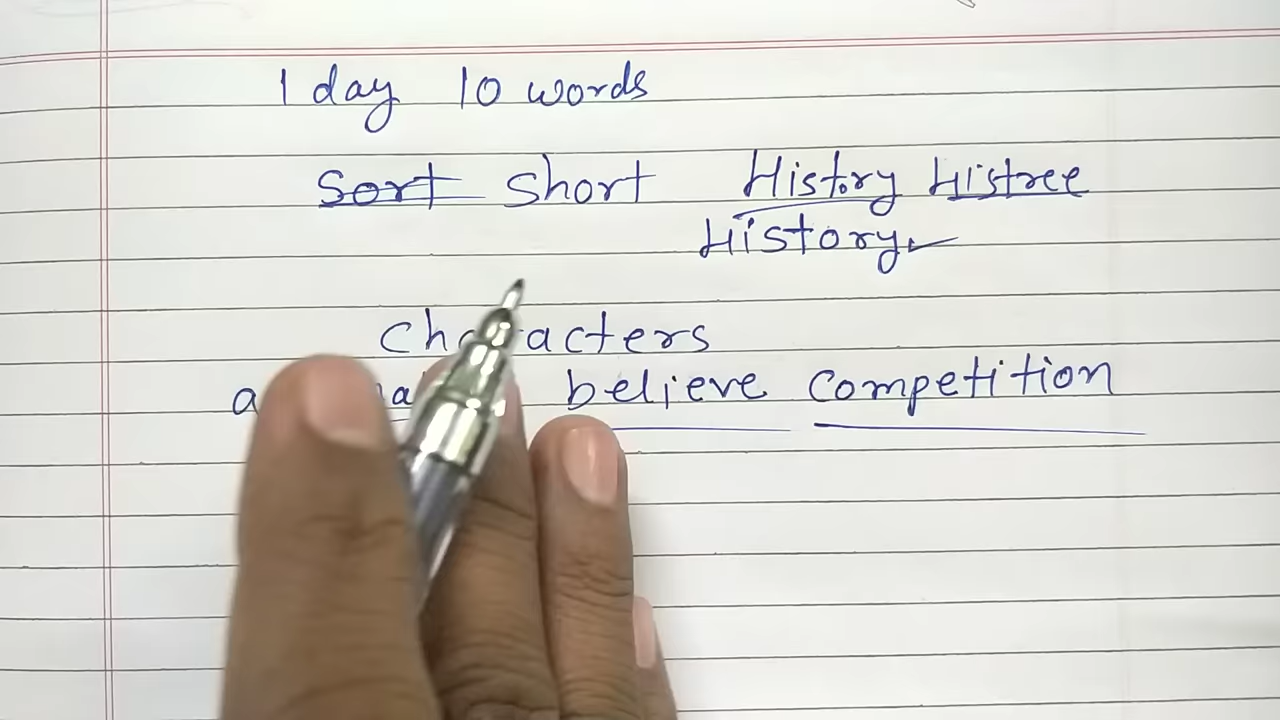 1 day 10 words
Sort Short History Histree
History
Characters
believe competition